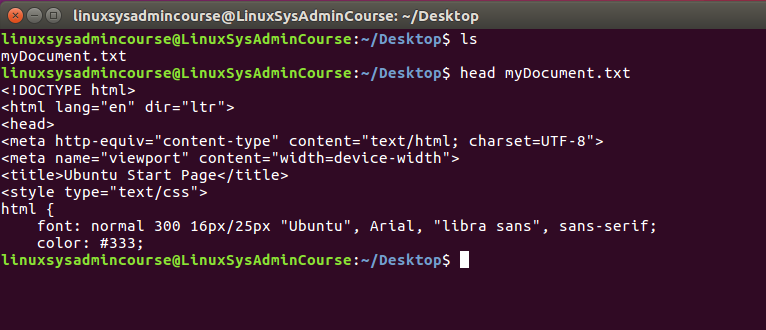 linuxsysadmincourse@LinuxSysAdminCourse: ~/Desktop
linuxsysadmincourse@LinuxSysAdminCourse:~/Desktop$ ls
myDocument.txt
linuxsysadmincourse@LinuxSysAdminCourse:~/Desktop$ head myDocument.txt
<!DOCTYPE html>
<html lang="en" dir="ltr">
<head>
<meta http-equiv="content-type" content="text/html; charset=UTF-8">
<meta name="viewport" content="width=device-width">
<title>Ubuntu Start Page</title>
<style type="text/css">
html {
    font: normal 300 16px/25px "Ubuntu", Arial, "libra sans", sans-serif;
    color: #333;
linuxsysadmincourse@LinuxSysAdminCourse:~/Desktop$